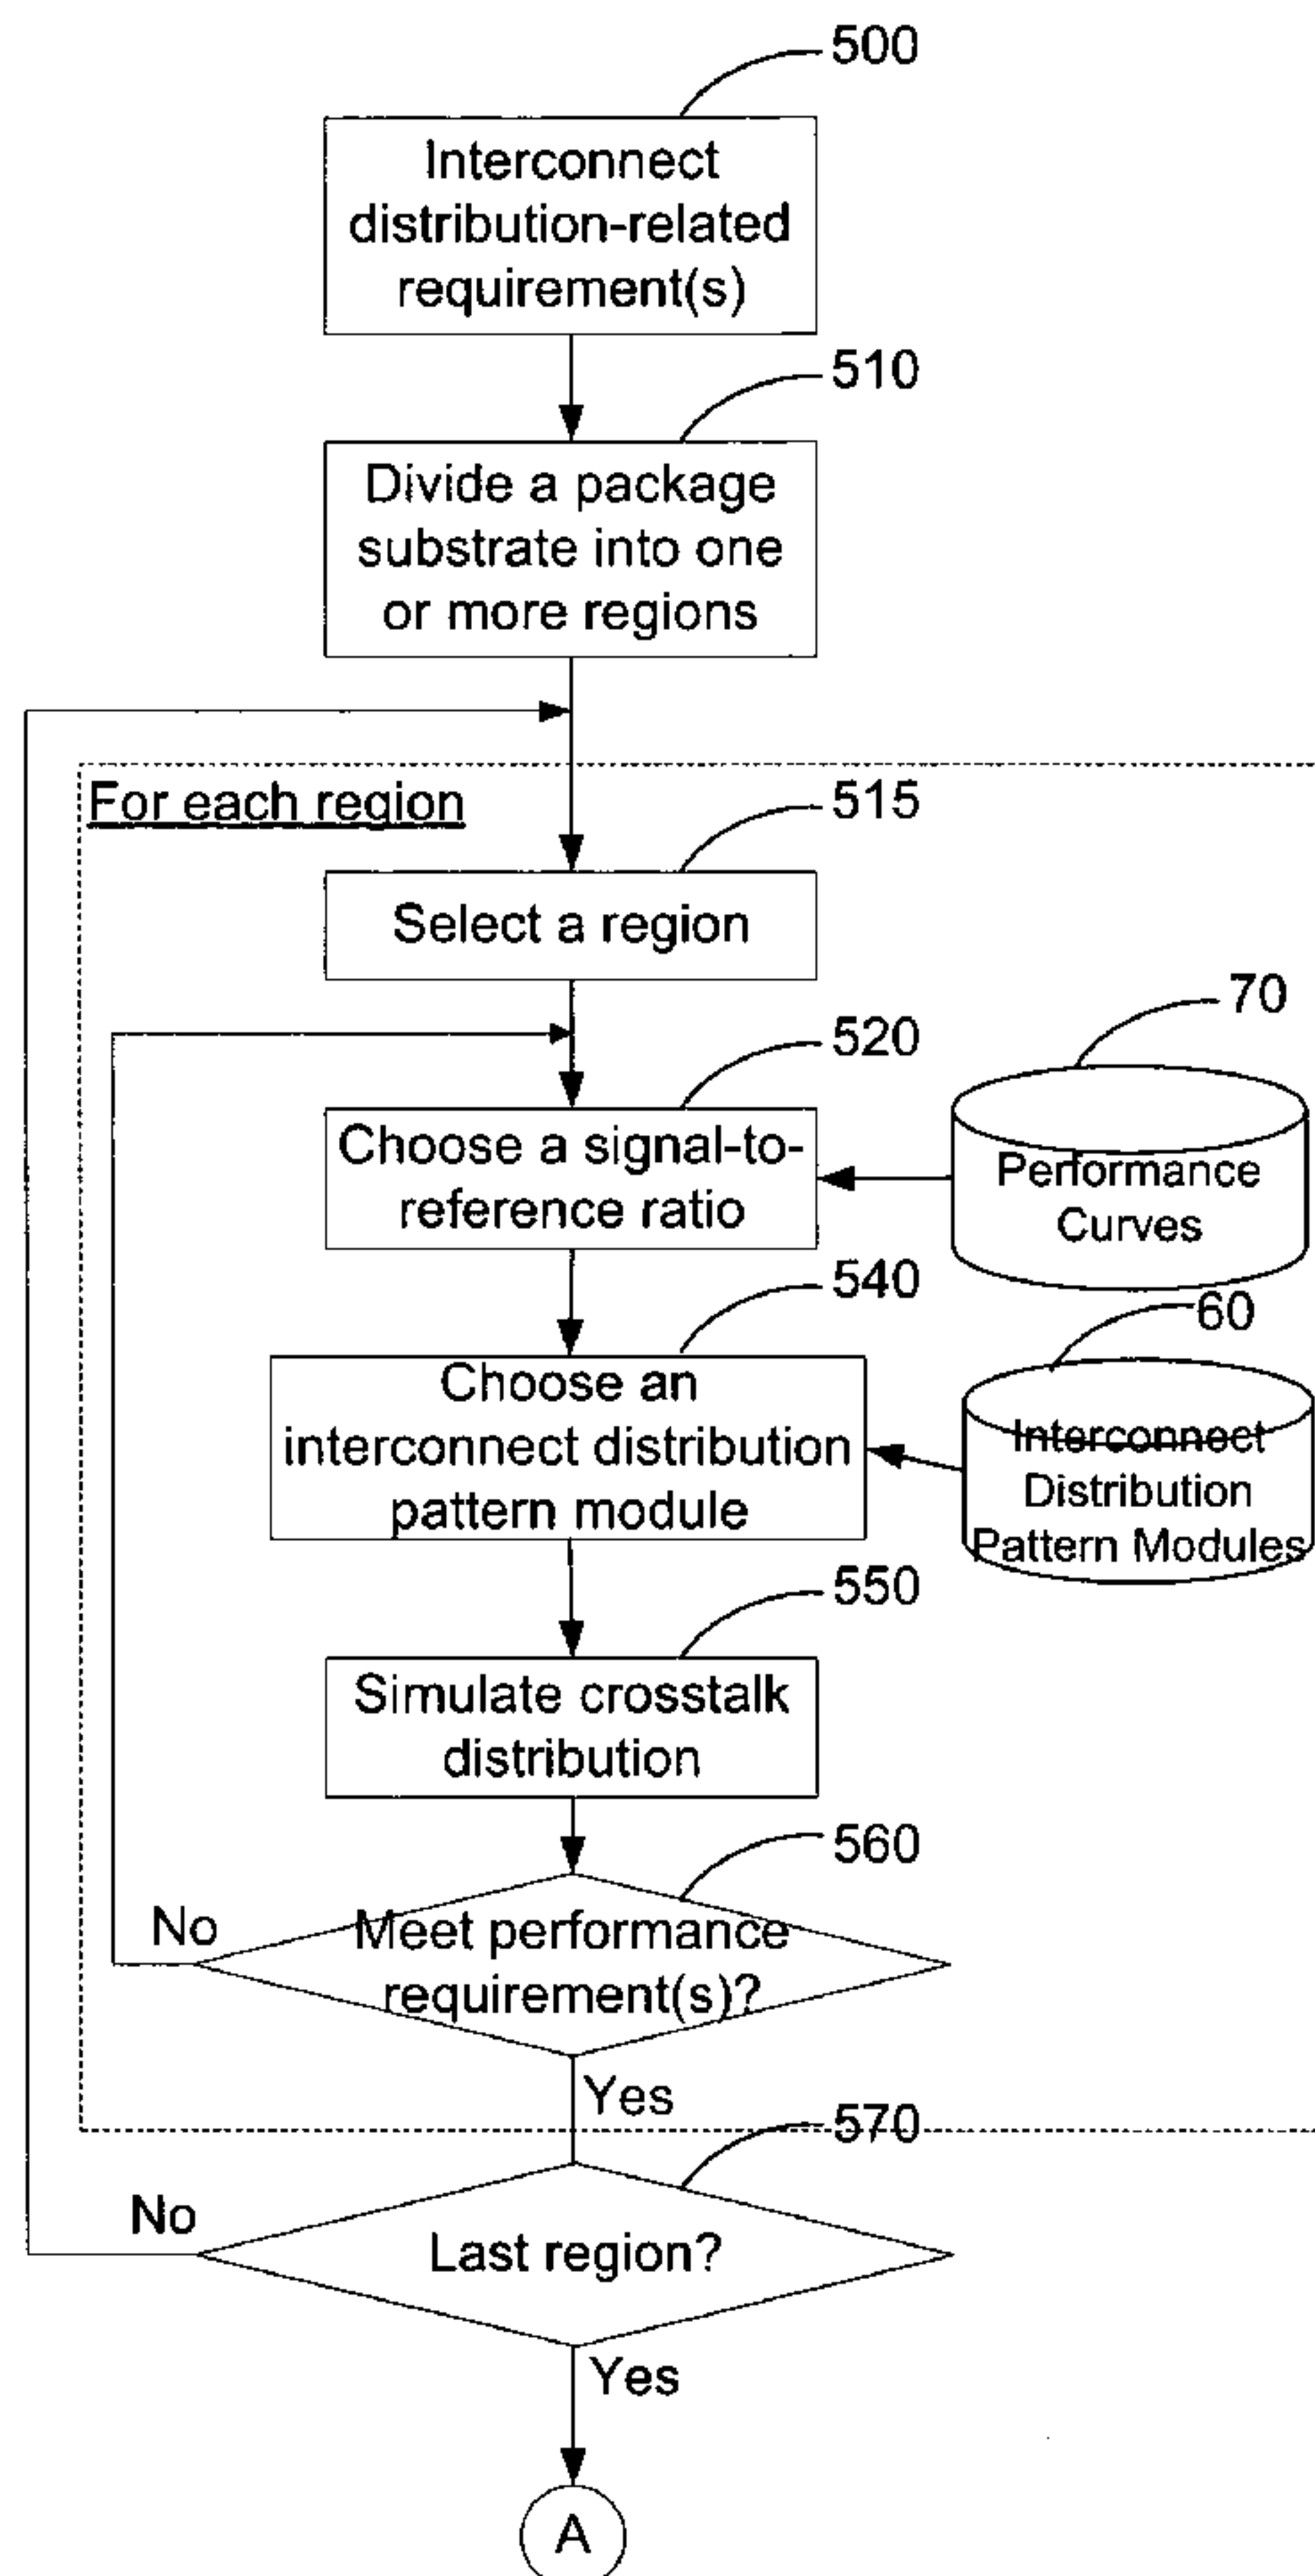 500
Interconnect
distribution-related
requirement(s)
510
Divide a package
substrate into one
or more regions
For each region
515
Select a region
70
520
Choose a signal-to-
reference ratio
Performance
Curves
540
60
Choose an
interconnect distribution
pattern module
Interconnect
Distribution
Pattern Modules
550
Simulate crosstalk
distribution
560
No
Meet performance
requirement(s)?
Yes
570
No
Last region?
Yes
A